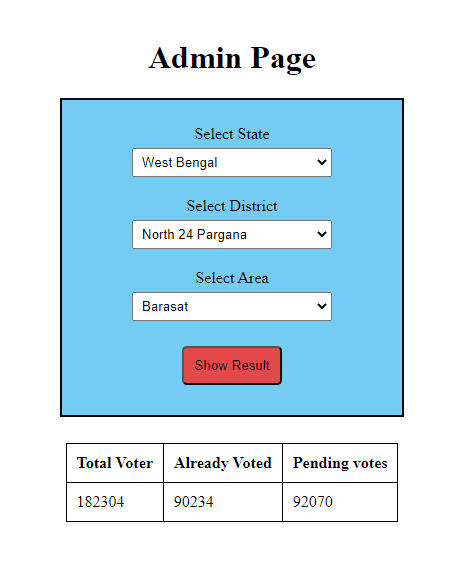 Admin Page
Select State
West Bengal
Select District
North 24 Pargana
Select Area
Barasat
Show Result
Total Voter Already Voted Pending votes
182304 90234 92070